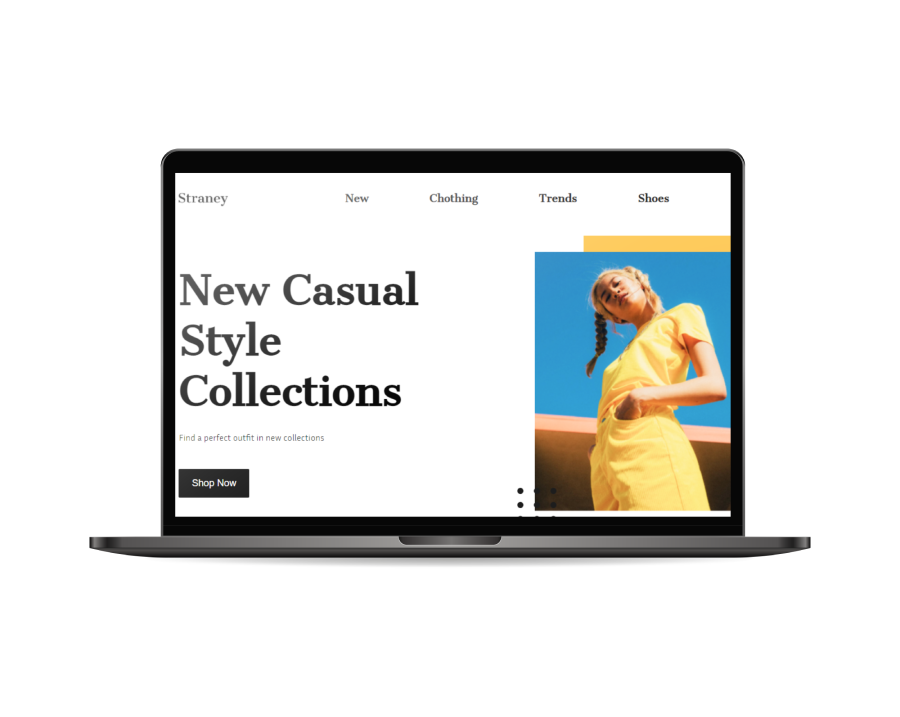 Straney New Chothing Trends Shoes
New Casual
Style
Collections
Find a perfect outfit in new collections
Shop Now